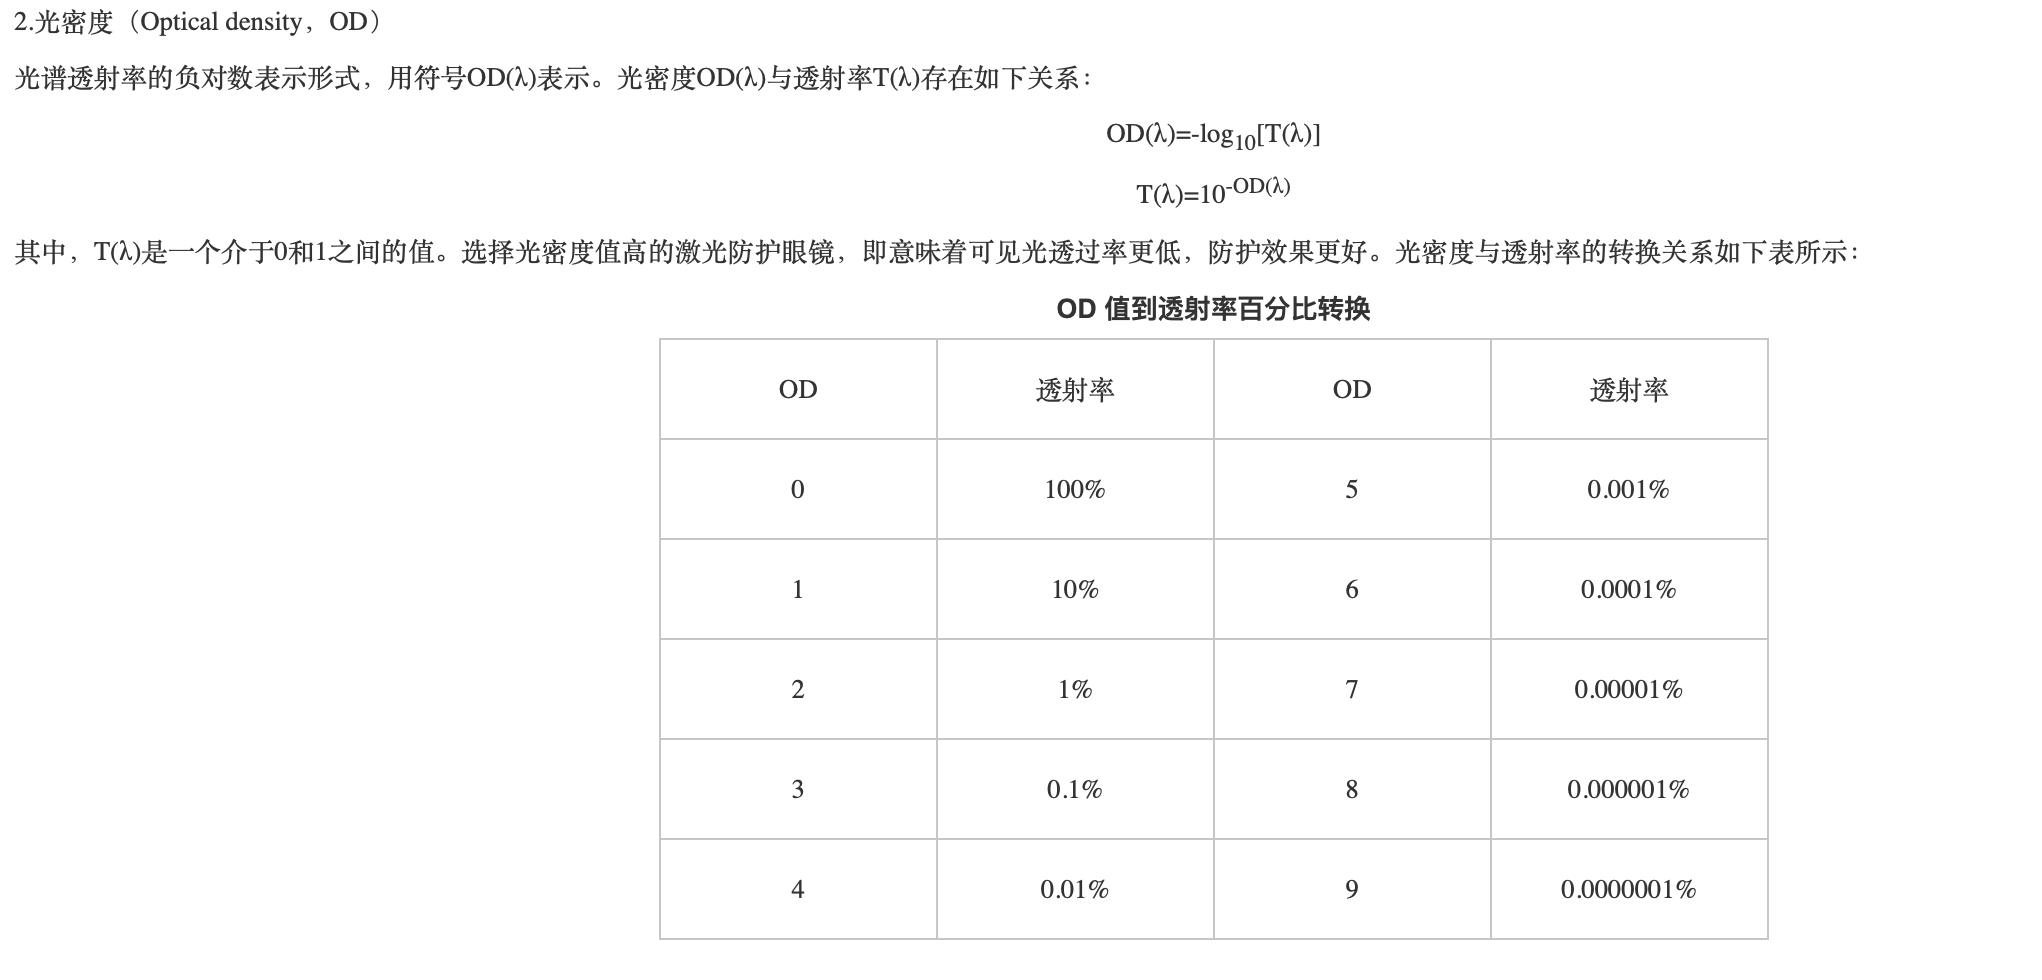 2.光密度（Optical density，OD）
光谱透射率的负对数表示形式，用符号OD(λ)表示。光密度OD(λ)与透射率T(λ)存在如下关系：
OD(λ)=-log10[T(λ)]
T(λ)=10-OD(λ)
其中，T(λ)是一个介于0和1之间的值。选择光密度值高的激光防护眼镜，即意味着可见光透过率更低，防护效果更好。光密度与透射率的转换关系如下表所示：
OD 值到透射率百分比转换
OD 透射率 OD 透射率
0 100% 5 0.001%
1 10% 6 0.0001%
2 1% 7 0.00001%
3 0.1% 8 0.000001%
4 0.01% 9 0.0000001%